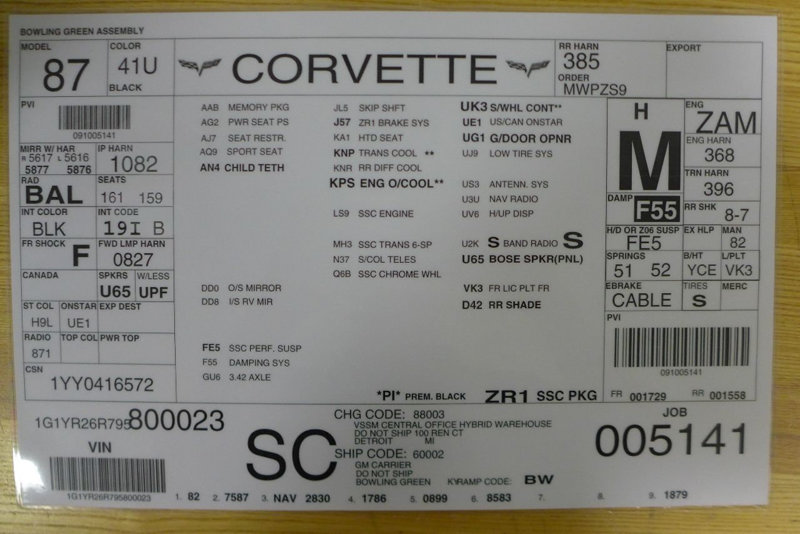 BOWLING GREEN ASSEMBLY
MODEL
87
COLOR
41U
BLACK
CORVETTE
RR HARN
385
ORDER
MWPZS9
EXPORT
PVI
091005141
MIRR W/ HAR
R 5617 L 5616
5877 5876
IP HARN
1082
RAD
BAL
SEATS
161 159
INT COLOR
BLK
INT CODE
19I B
FR SHOCK
F
FWD LMP HARN
0827
CANADA
SPKRS
U65
W/LESS
UPF
ST COL
H9L
ONSTAR
UE1
EXP DEST
RADIO
871
TOP COL
PWR TOP
CSN
1YY0416572
AAB MEMORY PKG
AG2 PWR SEAT PS
AJ7 SEAT RESTR.
AQ9 SPORT SEAT
AN4 CHILD TETH
DD0 O/S MIRROR
DD8 I/S RV MIR
FE5 SSC PERF. SUSP
F55 DAMPING SYS
GU6 3.42 AXLE
JL5 SKIP SHFT
J57 ZR1 BRAKE SYS
KA1 HTD SEAT
KNP TRANS COOL **
KNR RR DIFF COOL
KPS ENG O/COOL**
LS9 SSC ENGINE
MH3 SSC TRANS 6-SP
N37 S/COL TELES
Q6B SSC CHROME WHL
UK3 S/WHL CONT**
UE1 US/CAN ONSTAR
UG1 G/DOOR OPNR
UJ9 LOW TIRE SYS
US3 ANTENN. SYS
U3U NAV RADIO
UV6 H/UP DISP
U2K S BAND RADIO S
U65 BOSE SPKR(PNL)
VK3 FR LIC PLT FR
D42 RR SHADE
*PI* PREM. BLACK ZR1 SSC PKG
H
M
DAMP
F55
ENG
ZAM
ENG HARN
368
TRN HARN
396
RR SHK
8-7
H/D OR Z06 SUSP
FE5
EX HLP
MAN
82
SPRINGS
51 52
B/HT
YCE
L/PLT
VK3
EBRAKE
CABLE
TIRES
S
MERC
PVI
091005141
FR 001729 RR 001558
1G1YR26R795800023
VIN
1G1YR26R795800023
SC
CHG CODE: 88003
VSSM CENTRAL OFFICE HYBRID WAREHOUSE
DO NOT SHIP 100 REN CT
DETROIT MI
SHIP CODE: 60002
GM CARRIER
DO NOT SHIP
BOWLING GREEN KY
RAMP CODE: BW
JOB
005141
1. 82 2. 7587 3. NAV 2830 4. 1786 5. 0899 6. 8583 7. 8. 9. 1879